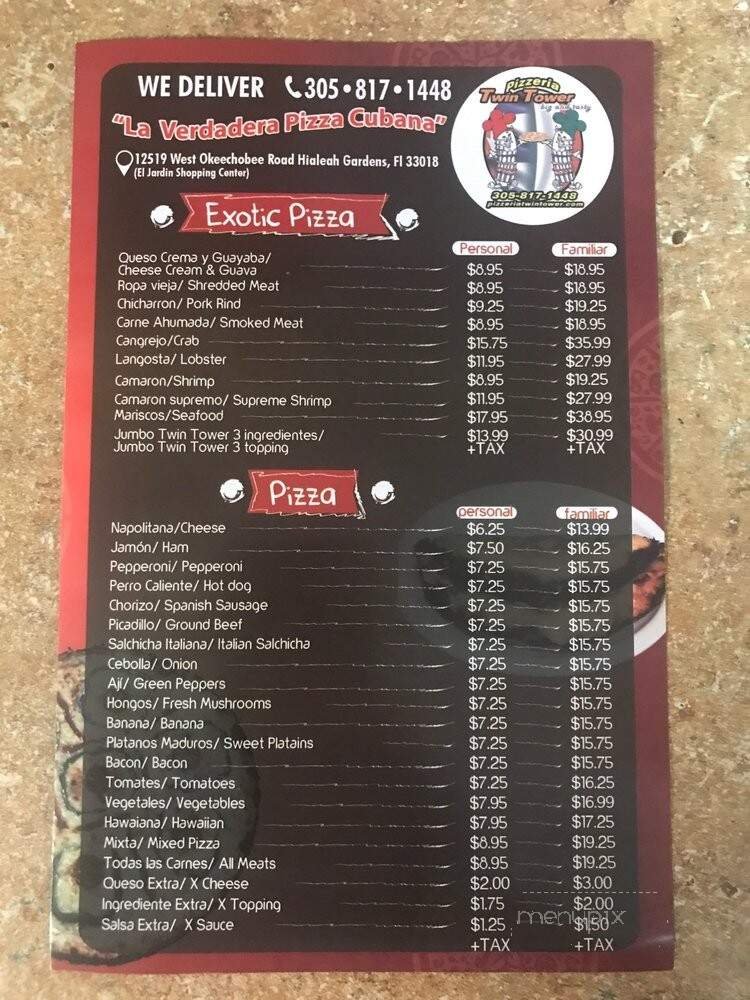 WE DELIVER 305•817•1448
"La Verdadera Pizza Cubana"
12519 West Okeechobee Road Hialeah Gardens, Fl 33018
(El Jardin Shopping Center)
Pizzeria
Twin Tower
big and tasty
305-817-1448
pizzeriatwintower.com
Exotic Pizza
Personal Familiar
Queso Crema y Guayaba/
Cheese Cream & Guava $8.95 $18.95
Ropa vieja/ Shredded Meat $8.95 $18.95
Chicharron/ Pork Rind $9.25 $19.25
Carne Ahumada/ Smoked Meat $8.95 $18.95
Cangrejo/Crab $15.75 $35.99
Langosta/ Lobster $11.95 $27.99
Camaron/Shrimp $8.95 $19.25
Camaron supremo/ Supreme Shrimp $11.95 $27.99
Mariscos/Seafood $17.95 $38.95
Jumbo Twin Tower 3 ingredientes/ $13.99 $30.99
Jumbo Twin Tower 3 topping +TAX +TAX
Pizza
personal familiar
Napolitana/Cheese $6.25 $13.99
Jamón/ Ham $7.50 $16.25
Pepperoni/ Pepperoni $7.25 $15.75
Perro Caliente/ Hot dog $7.25 $15.75
Chorizo/ Spanish Sausage $7.25 $15.75
Picadillo/ Ground Beef $7.25 $15.75
Salchicha Italiana/ Italian Salchicha $7.25 $15.75
Cebolla/ Onion $7.25 $15.75
Ají/ Green Peppers $7.25 $15.75
Hongos/ Fresh Mushrooms $7.25 $15.75
Banana/ Banana $7.25 $15.75
Platanos Maduros/ Sweet Platains $7.25 $15.75
Bacon/ Bacon $7.25 $15.75
Tomates/ Tomatoes $7.25 $16.25
Vegetales/ Vegetables $7.95 $16.99
Hawaiana/ Hawaiian $7.95 $17.25
Mixta/ Mixed Pizza $8.95 $19.25
Todas las Carnes/ All Meats $8.95 $19.25
Queso Extra/ X Cheese $2.00 $3.00
Ingrediente Extra/ X Topping $1.75 $2.00
Salsa Extra/ X Sauce $1.25 $1,50
+TAX +TAX
menupix